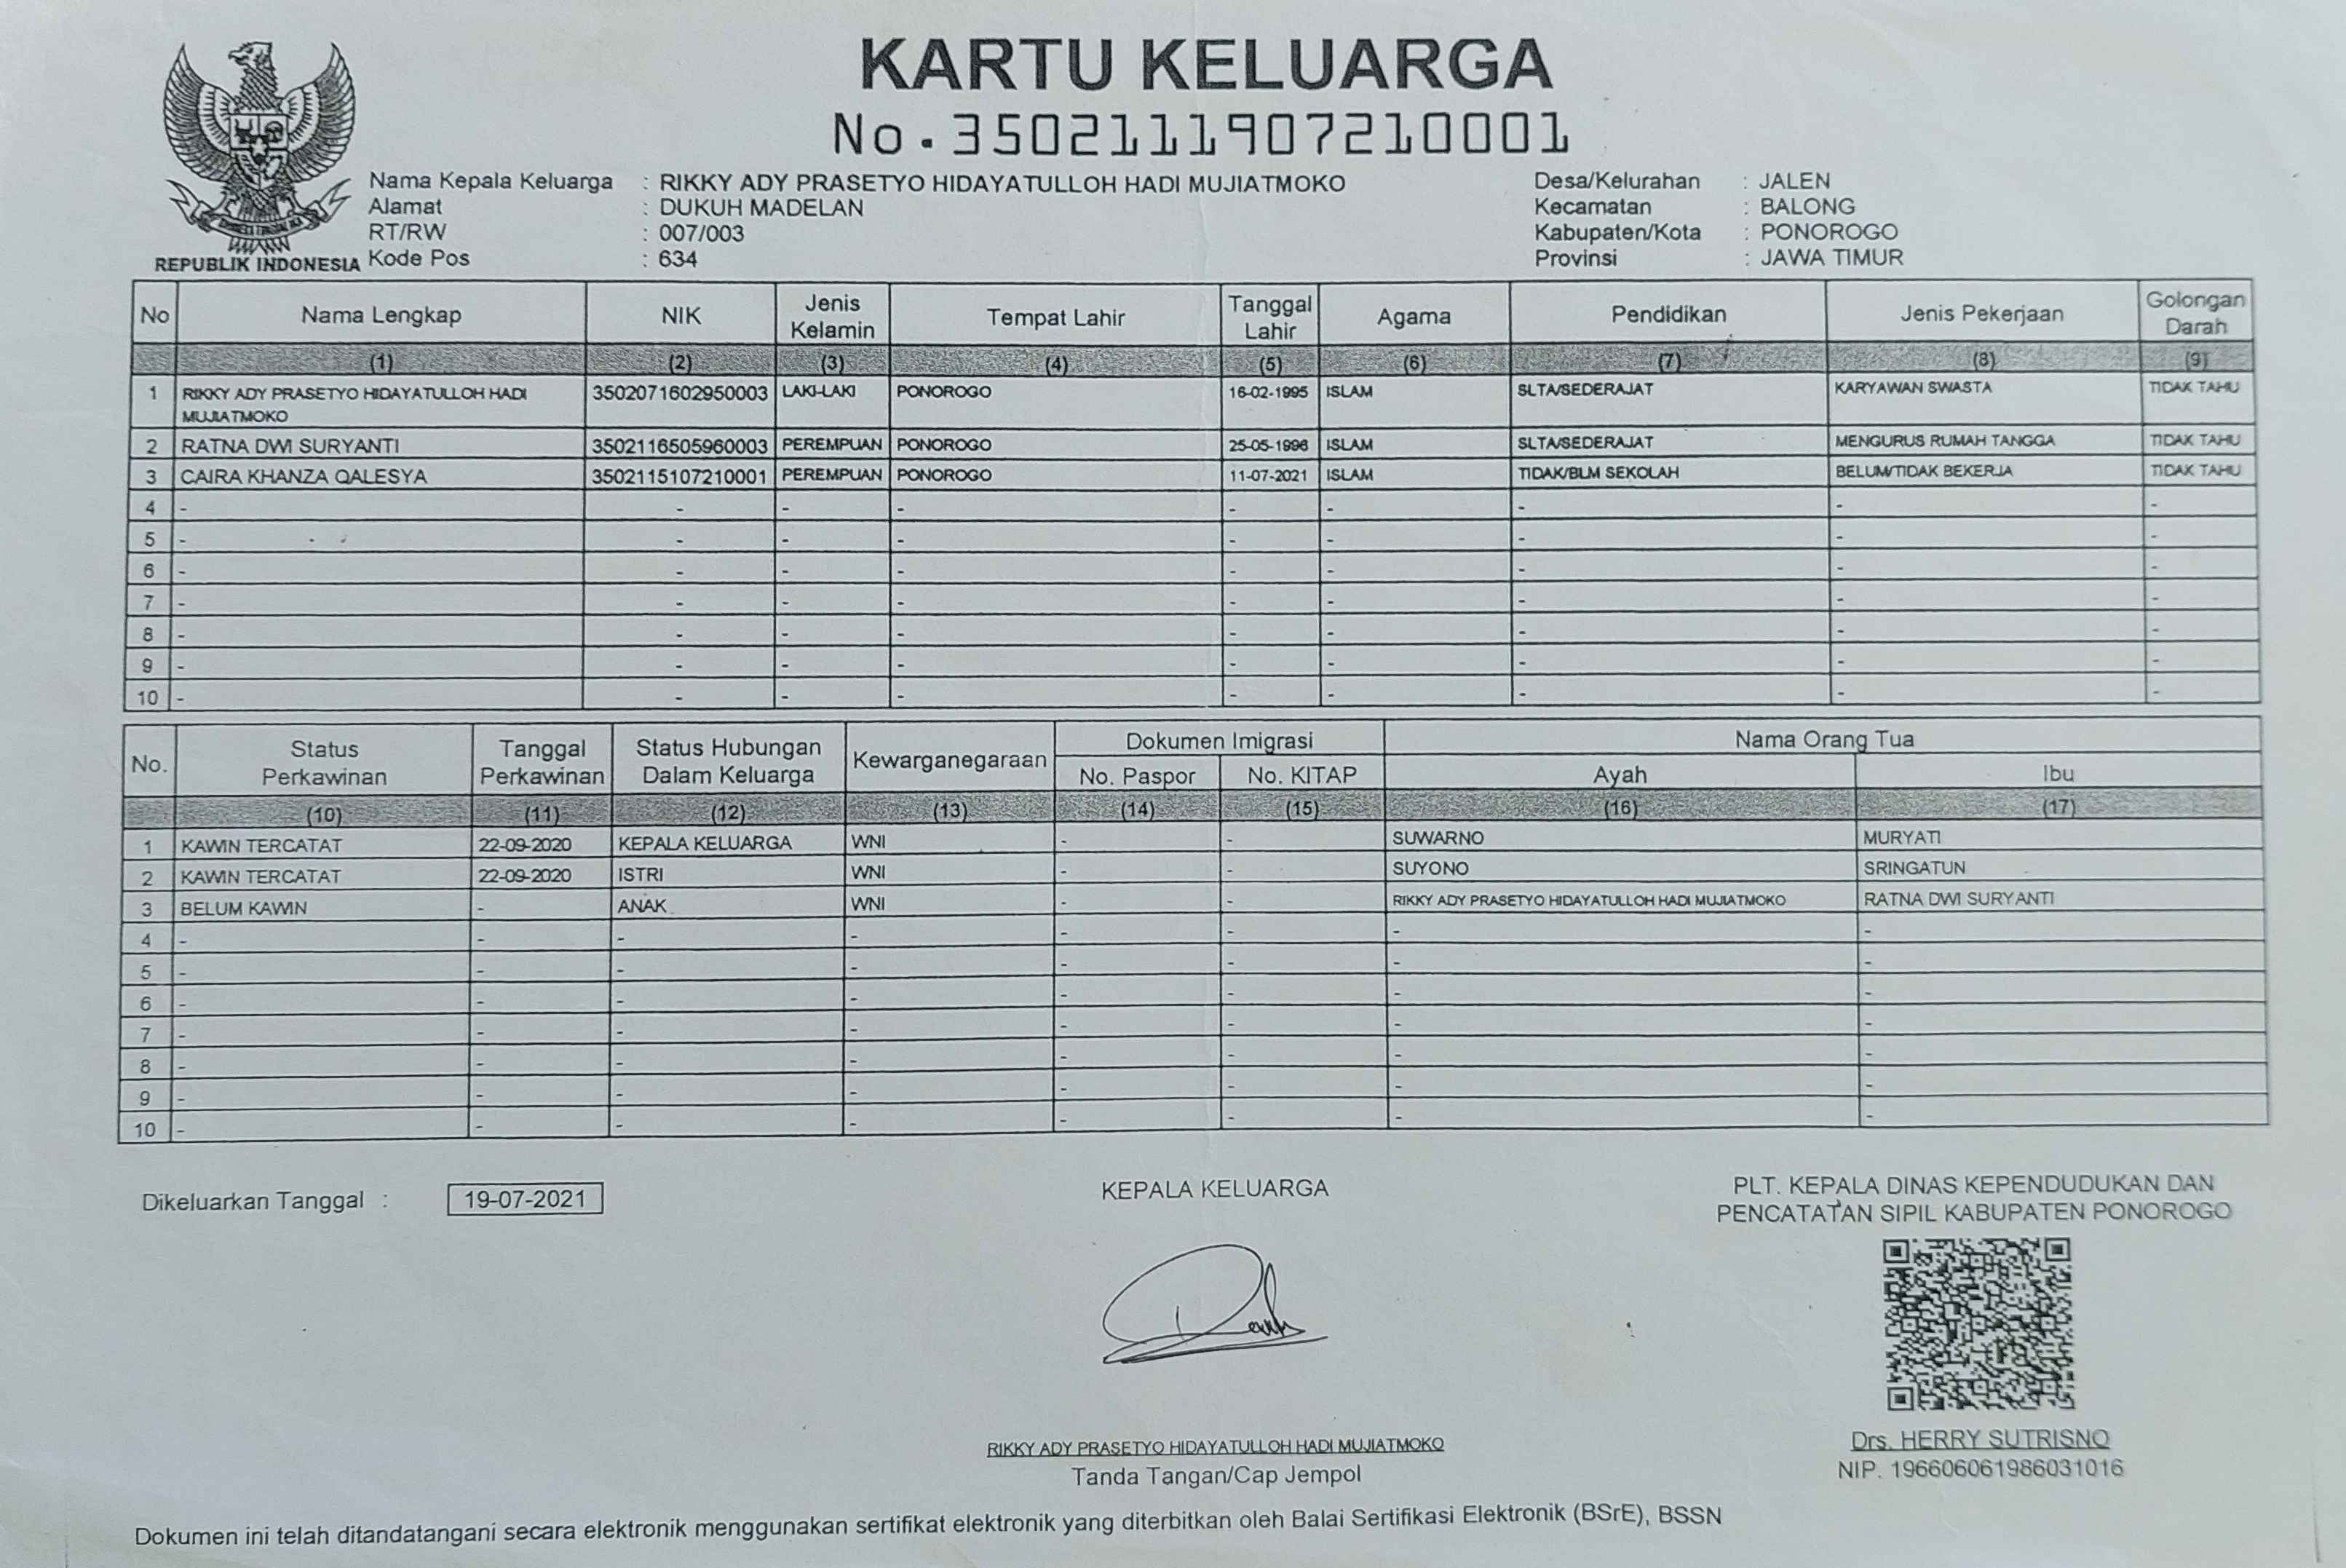 KARTU KELUARGA
No. 3502111907210001
Nama Kepala Keluarga : RIKKY ADY PRASETYO HIDAYATULLOH HADI MUJIATMOKO
Alamat : DUKUH MADELAN
RT/RW : 007/003
Kode Pos : 634
Desa/Kelurahan : JALEN
Kecamatan : BALONG
Kabupaten/Kota : PONOROGO
Provinsi : JAWA TIMUR
REPUBLIK INDONESIA
No Nama Lengkap NIK Jenis Kelamin Tempat Lahir Tanggal Lahir Agama Pendidikan Jenis Pekerjaan Golongan Darah
(1) (2) (3) (4) (5) (6) (7) (8) (9)
1 RIKKY ADY PRASETYO HIDAYATULLOH HADI MUJIATMOKO 3502071602950003 LAKI-LAKI PONOROGO 16-02-1995 ISLAM SLTA/SEDERAJAT KARYAWAN SWASTA TIDAK TAHU
2 RATNA DWI SURYANTI 3502116505960003 PEREMPUAN PONOROGO 25-05-1996 ISLAM SLTA/SEDERAJAT MENGURUS RUMAH TANGGA TIDAK TAHU
3 CAIRA KHANZA QALESYA 3502115107210001 PEREMPUAN PONOROGO 11-07-2021 ISLAM TIDAK/BLM SEKOLAH BELUM/TIDAK BEKERJA TIDAK TAHU
4 - - - - - - - - -
5 - - - - - - - - -
6 - - - - - - - - -
7 - - - - - - - - -
8 - - - - - - - - -
9 - - - - - - - - -
10 - - - - - - - - -
No. Status Perkawinan Tanggal Perkawinan Status Hubungan Dalam Keluarga Kewarganegaraan Dokumen Imigrasi Nama Orang Tua
No. Paspor No. KITAP Ayah Ibu
(10) (11) (12) (13) (14) (15) (16) (17)
1 KAWIN TERCATAT 22-09-2020 KEPALA KELUARGA WNI - - SUWARNO MURYATI
2 KAWIN TERCATAT 22-09-2020 ISTRI WNI - - SUYONO SRINGATUN
3 BELUM KAWIN - ANAK WNI - - RIKKY ADY PRASETYO HIDAYATULLOH HADI MUJIATMOKO RATNA DWI SURYANTI
4 - - - - - - - -
5 - - - - - - - -
6 - - - - - - - -
7 - - - - - - - -
8 - - - - - - - -
9 - - - - - - - -
10 - - - - - - - -
Dikeluarkan Tanggal : 19-07-2021
KEPALA KELUARGA
RIKKY ADY PRASETYO HIDAYATULLOH HADI MUJIATMOKO
Tanda Tangan/Cap Jempol
PLT. KEPALA DINAS KEPENDUDUKAN DAN
PENCATATAN SIPIL KABUPATEN PONOROGO
Drs. HERRY SUTRISNO
NIP. 196606061986031016
Dokumen ini telah ditandatangani secara elektronik menggunakan sertifikat elektronik yang diterbitkan oleh Balai Sertifikasi Elektronik (BSrE), BSSN